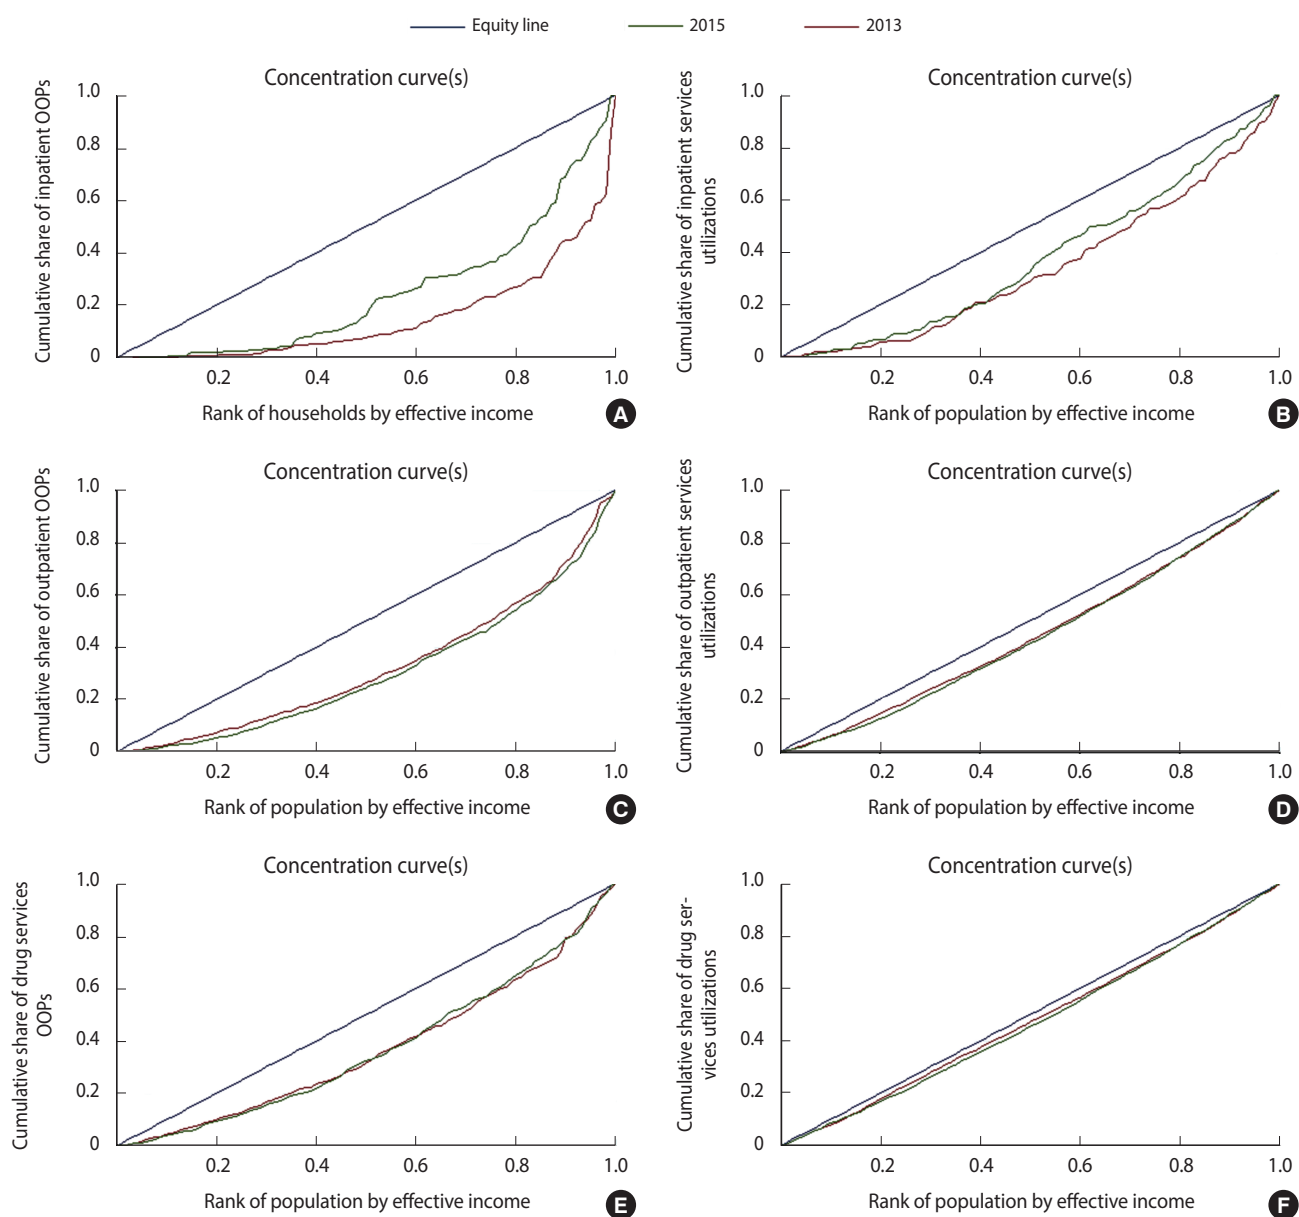 Equity line 2015 2013
Concentration curve(s)
Cumulative share of inpatient OOPs
1.0
0.8
0.6
0.4
0.2
0
0.2 0.4 0.6 0.8 1.0
Rank of households by effective income
A
Concentration curve(s)
Cumulative share of inpatient services
utilizations
1.0
0.8
0.6
0.4
0.2
0
0.2 0.4 0.6 0.8 1.0
Rank of population by effective income
B
Concentration curve(s)
Cumulative share of outpatient OOPs
1.0
0.8
0.6
0.4
0.2
0
0.2 0.4 0.6 0.8 1.0
Rank of population by effective income
C
Concentration curve(s)
Cumulative share of outpatient services
utilizations
1.0
0.8
0.6
0.4
0.2
0
0.2 0.4 0.6 0.8 1.0
Rank of population by effective income
D
Concentration curve(s)
Cumulative share of drug services
OOPs
1.0
0.8
0.6
0.4
0.2
0
0.2 0.4 0.6 0.8 1.0
Rank of population by effective income
E
Concentration curve(s)
Cumulative share of drug ser-
vices utilizations
1.0
0.8
0.6
0.4
0.2
0
0.2 0.4 0.6 0.8 1.0
Rank of population by effective income
F